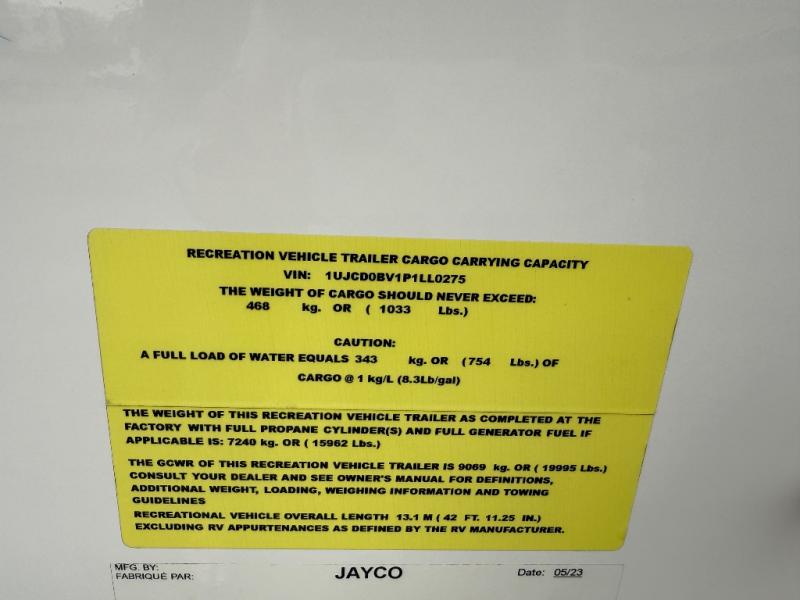 RECREATION VEHICLE TRAILER CARGO CARRYING CAPACITY
VIN: 1UJCD0BV1P1LL0275
THE WEIGHT OF CARGO SHOULD NEVER EXCEED:
468 kg. OR ( 1033 Lbs.)
CAUTION:
A FULL LOAD OF WATER EQUALS 343 kg. OR (754 Lbs.) OF
CARGO @ 1 kg/L (8.3Lb/gal)
THE WEIGHT OF THIS RECREATION VEHICLE TRAILER AS COMPLETED AT THE
FACTORY WITH FULL PROPANE CYLINDER(S) AND FULL GENERATOR FUEL IF
APPLICABLE IS: 7240 kg. OR ( 15962 Lbs.)
THE GCWR OF THIS RECREATION VEHICLE TRAILER IS 9069 kg. OR ( 19995 Lbs.)
CONSULT YOUR DEALER AND SEE OWNER'S MANUAL FOR DEFINITIONS,
ADDITIONAL WEIGHT, LOADING, WEIGHING INFORMATION AND TOWING
GUIDELINES
RECREATIONAL VEHICLE OVERALL LENGTH 13.1 M ( 42 FT. 11.25 IN.)
EXCLUDING RV APPURTENANCES AS DEFINED BY THE RV MANUFACTURER.
MFG. BY: JAYCO Date: 05/23
FABRIQUÉ PAR: